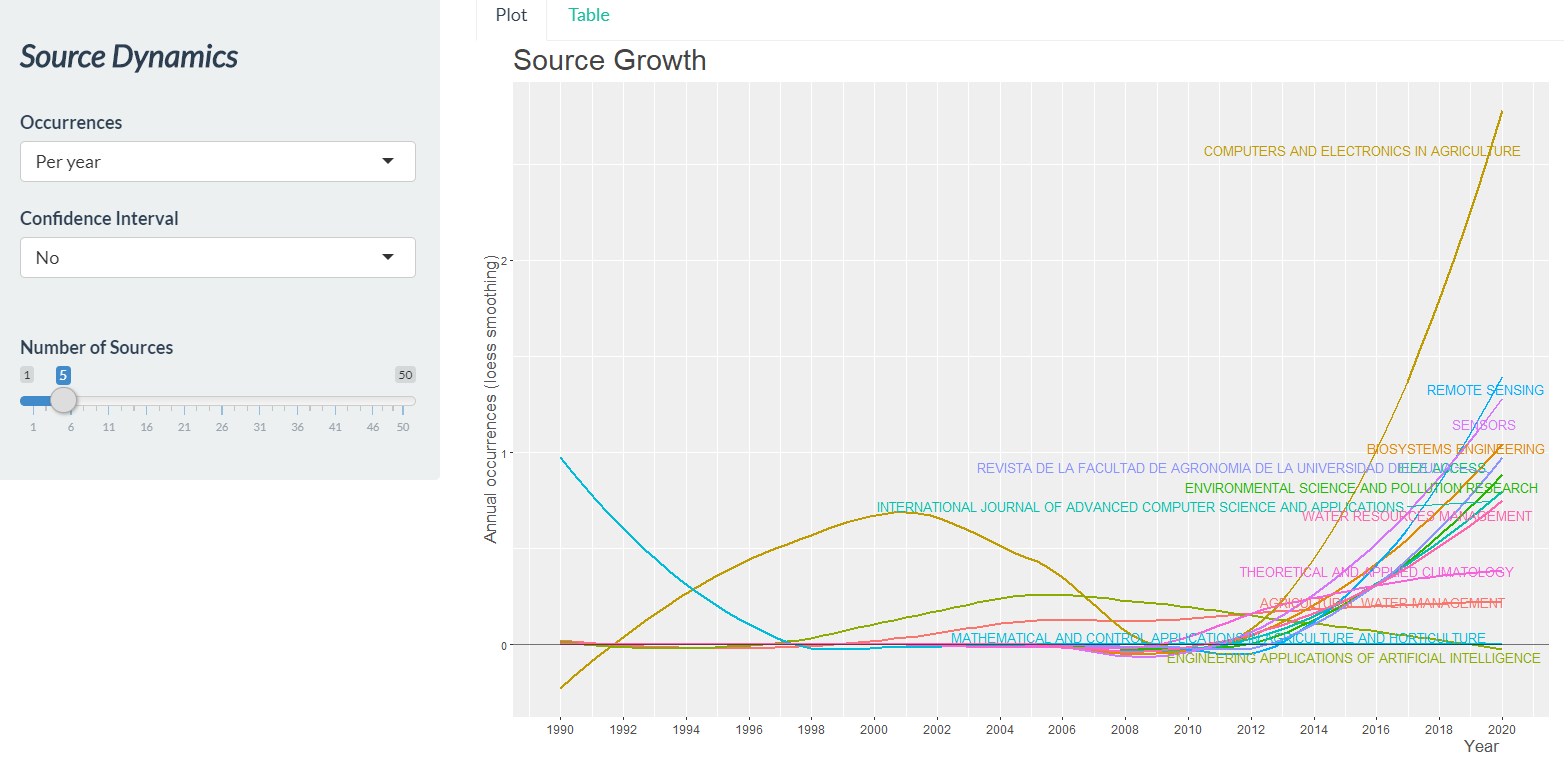 Source Dynamics
Occurrences
Per year
Confidence Interval
No
Number of Sources
1 5 50
1 6 11 16 21 26 31 36 41 46 50
Plot Table
Source Growth
Annual occurrences (loess smoothing)
2
1
0
COMPUTERS AND ELECTRONICS IN AGRICULTURE
REMOTE SENSING
SENSORS
BIOSYSTEMS ENGINEERING
REVISTA DE LA FACULTAD DE AGRONOMIA DE LA UNIVERSIDAD DEL ZULIA
IEEE ACCESS
ENVIRONMENTAL SCIENCE AND POLLUTION RESEARCH
INTERNATIONAL JOURNAL OF ADVANCED COMPUTER SCIENCE AND APPLICATIONS
WATER RESOURCES MANAGEMENT
THEORETICAL AND APPLIED CLIMATOLOGY
AGRICULTURAL WATER MANAGEMENT
MATHEMATICAL AND CONTROL APPLICATIONS IN AGRICULTURE AND HORTICULTURE
ENGINEERING APPLICATIONS OF ARTIFICIAL INTELLIGENCE
1990 1992 1994 1996 1998 2000 2002 2004 2006 2008 2010 2012 2014 2016 2018 2020
Year